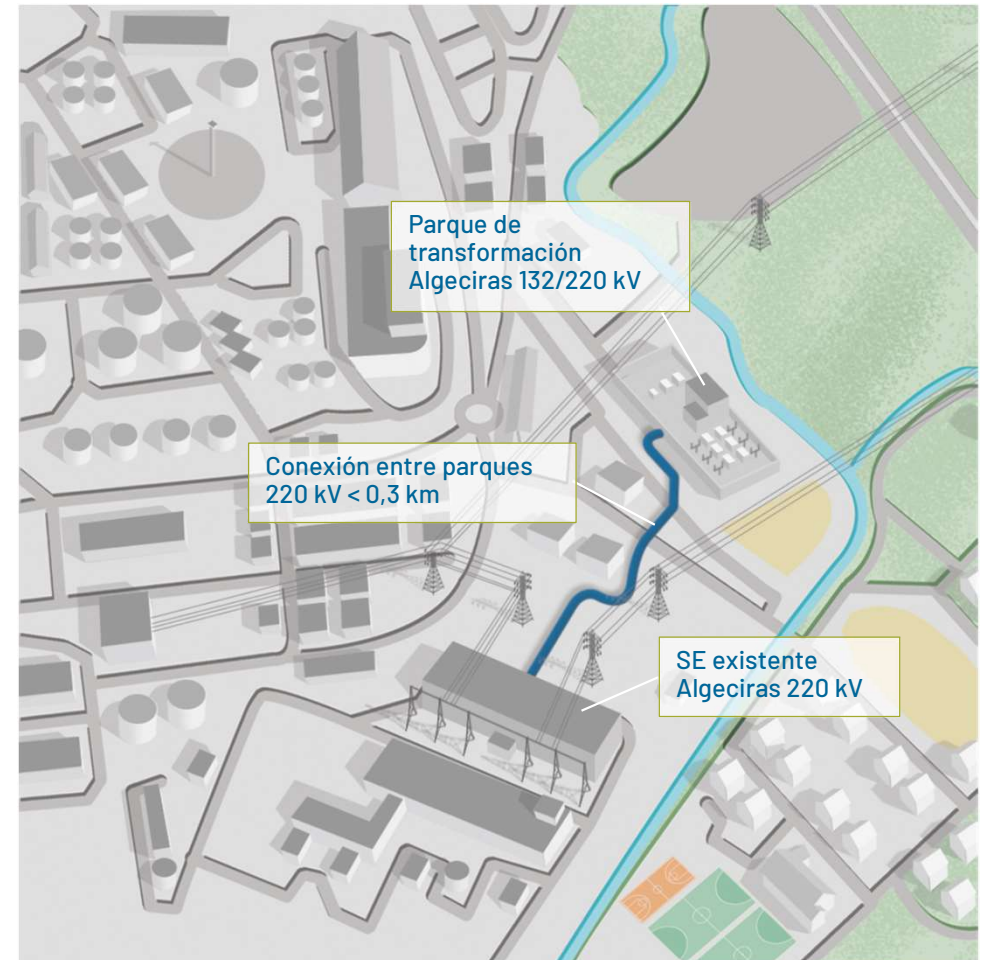 Parque de
transformación
Algeciras 132/220 kV
Conexión entre parques
220 kV < 0,3 km
SE existente
Algeciras 220 kV